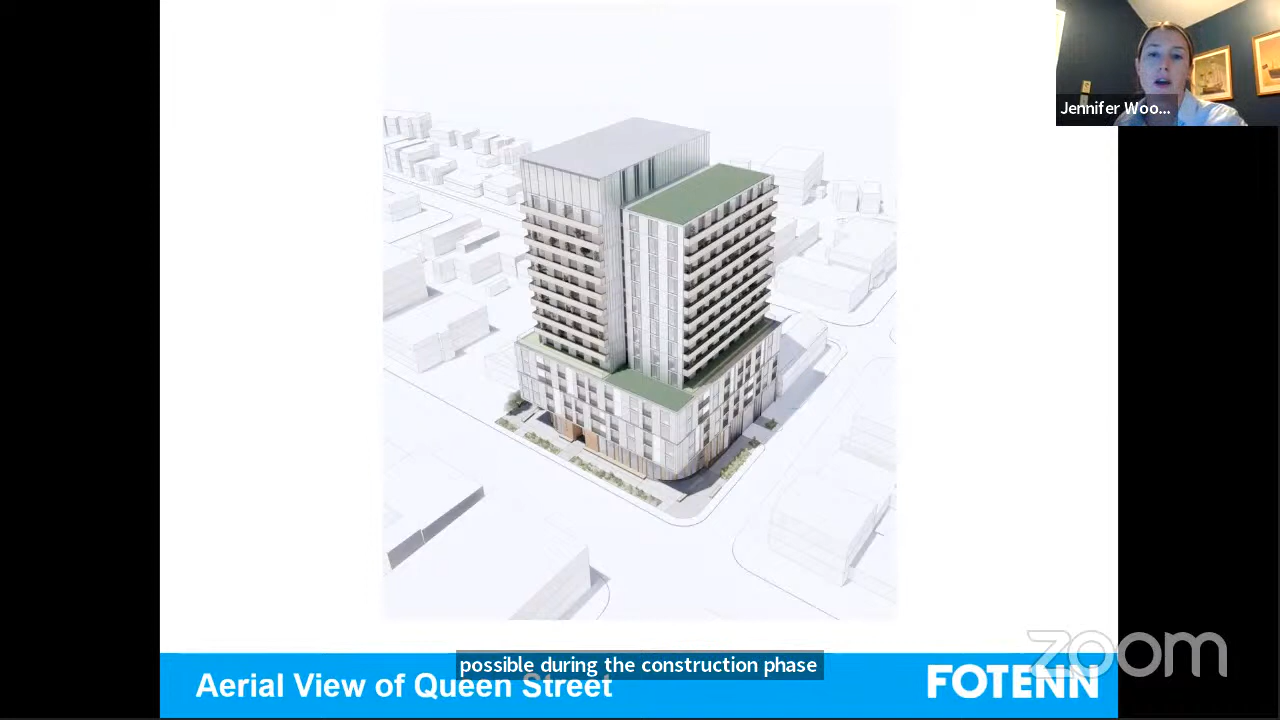 Jennifer Woo...
possible during the construction phase
Aerial View of Queen Street
FOTENN
zoom